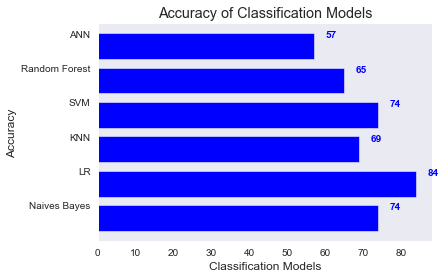 Accuracy of Classification Models
ANN 57
Random Forest 65
SVM 74
KNN 69
LR 84
Naives Bayes 74
Accuracy
0 10 20 30 40 50 60 70 80
Classification Models